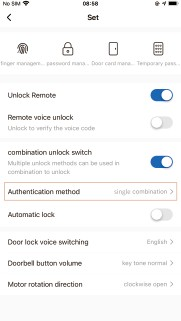 No SIM
08:58
Set
finger managem...
password mana...
Door card mana...
Temporary pass...
Unlock Remote
Remote voice unlock
Unlock to verify the voice code
combination unlock switch
Multiple unlock methods can be used in
combination to unlock
Authentication method
single combination
Automatic lock
Door lock voice switching
English
Doorbell button volume
key tone normal
Motor rotation direction
clockwise open